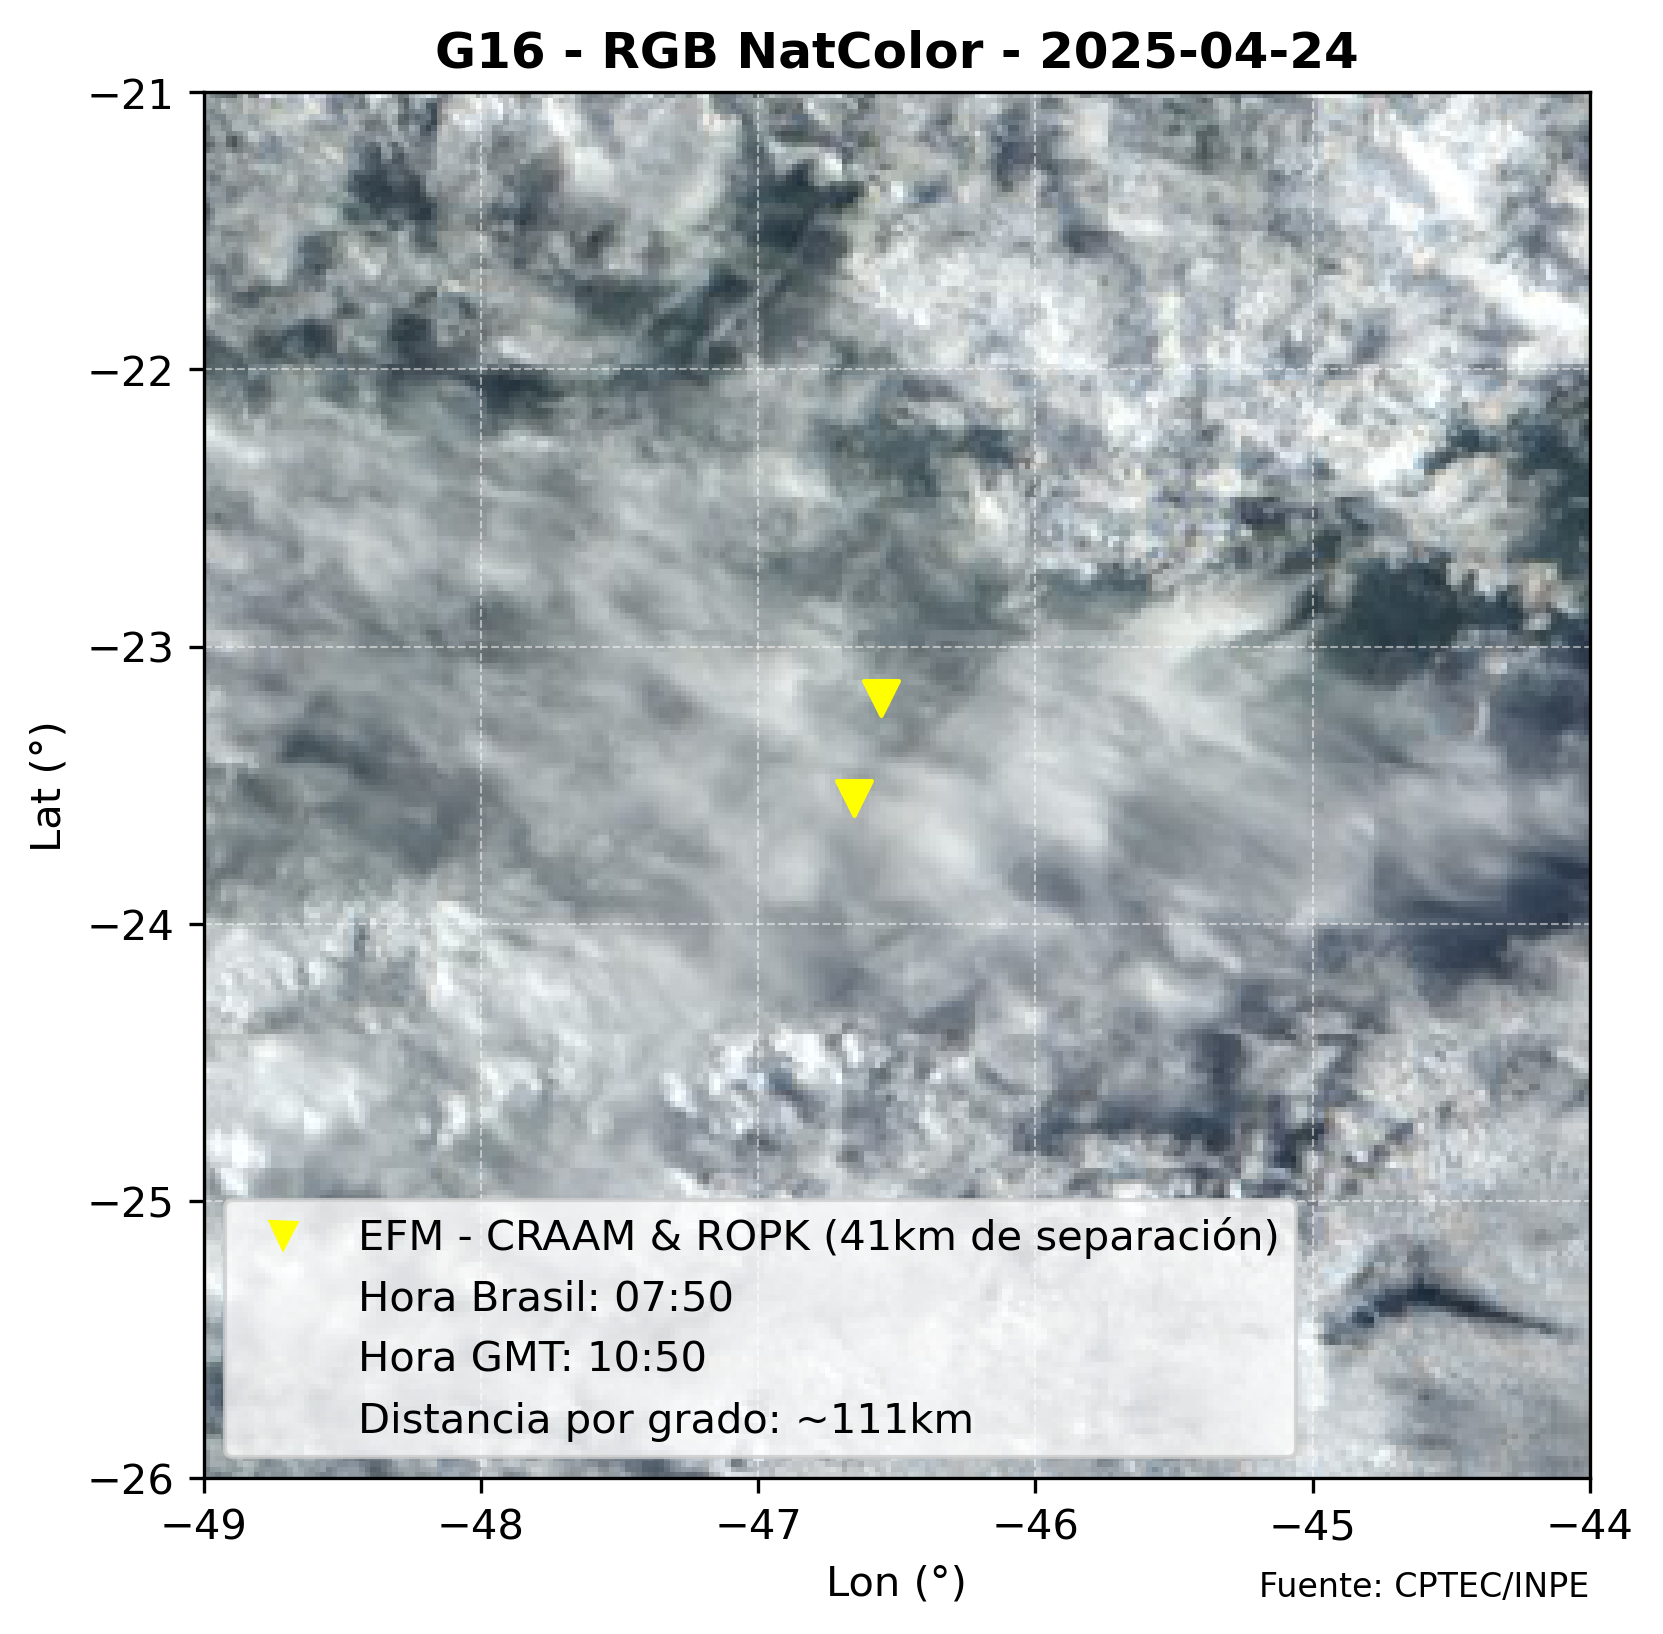 G16 - RGB NatColor - 2025-04-24
−21
−22
−23
−24
−25
−26
Lat (°)
EFM - CRAAM & ROPK (41km de separación)
Hora Brasil: 07:50
Hora GMT: 10:50
Distancia por grado: ~111km
−49 −48 −47 −46 −45 −44
Lon (°)
Fuente: CPTEC/INPE